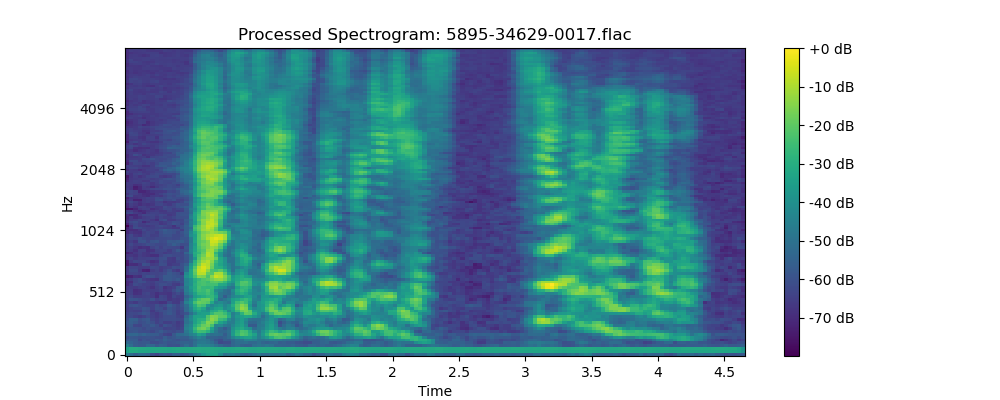 Processed Spectrogram: 5895-34629-0017.flac
Hz
4096
2048
1024
512
0
0 0.5 1 1.5 2 2.5 3 3.5 4 4.5
Time
+0 dB
-10 dB
-20 dB
-30 dB
-40 dB
-50 dB
-60 dB
-70 dB